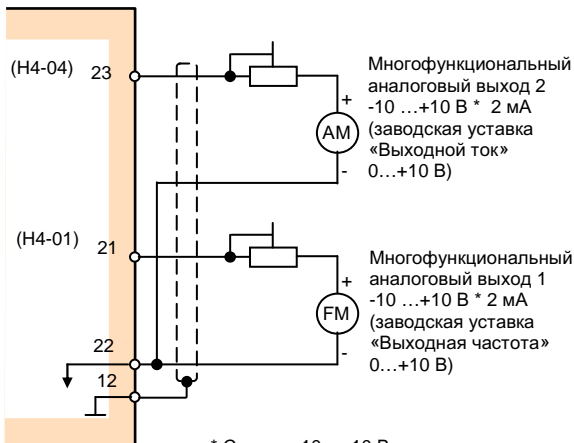 (H4-04) 23
Многофункциональный
аналоговый выход 2
-10 …+10 В * 2 мА
(заводская уставка
«Выходной ток»
0…+10 В)
+
AM
-
(H4-01) 21
Многофункциональный
аналоговый выход 1
-10 …+10 В * 2 мА
(заводская уставка
«Выходная частота»
0…+10 В)
+
FM
-
22
12